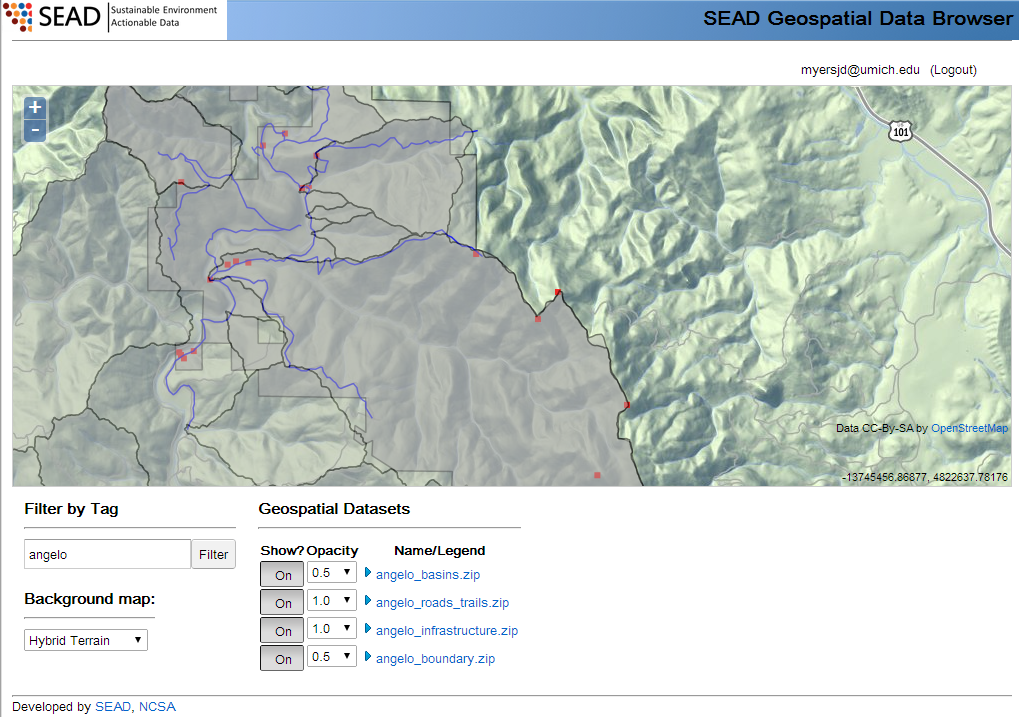 SEAD Sustainable Environment
Actionable Data
SEAD Geospatial Data Browser
myersjd@umich.edu (Logout)
+
-
101
Data CC-By-SA by OpenStreetMap
-13745456.86877, 4822637.78176
Filter by Tag
angelo Filter
Background map:
Hybrid Terrain
Geospatial Datasets
Show? Opacity Name/Legend
On 0.5 angelo_basins.zip
On 1.0 angelo_roads_trails.zip
On 1.0 angelo_infrastructure.zip
On 0.5 angelo_boundary.zip
Developed by SEAD, NCSA